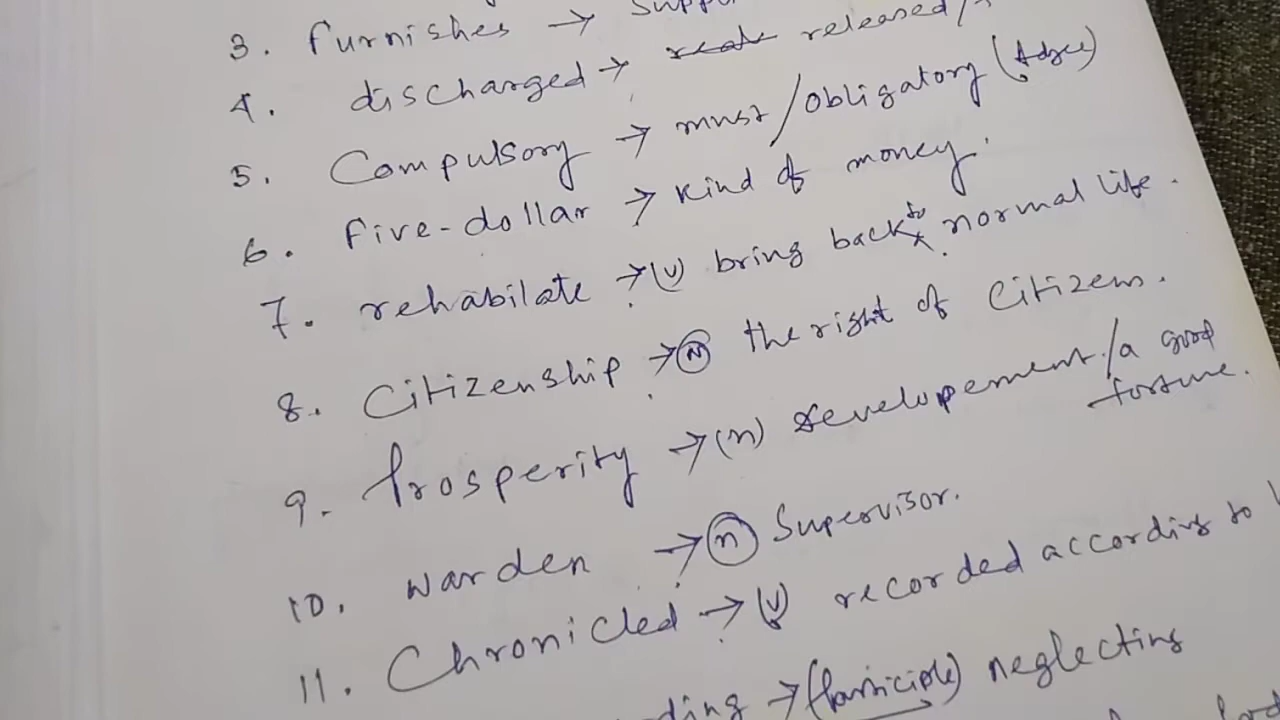 3. furnishes →
4. discharged → released/
5. Compulsory → must/obligatory (Adje)
6. five-dollar → kind of money.
7. rehabilate → (v) bring back to normal life.
8. Citizenship → (N) the right of Citizens.
9. Prosperity → (n) developement./a good fortune.
10. warden → (n) Supervisor.
11. Chronicled → (v) recorded according to
→ (Participle) neglecting